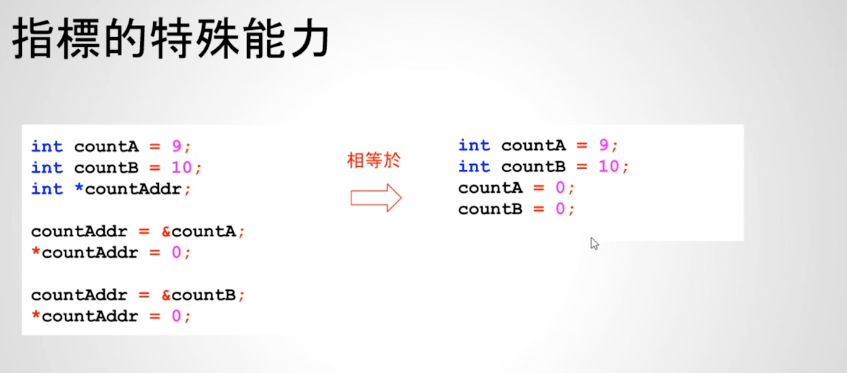 指標的特殊能力
int countA = 9;
int countB = 10;
int *countAddr;
countAddr = &countA;
*countAddr = 0;
countAddr = &countB;
*countAddr = 0;
相等於
int countA = 9;
int countB = 10;
countA = 0;
countB = 0;